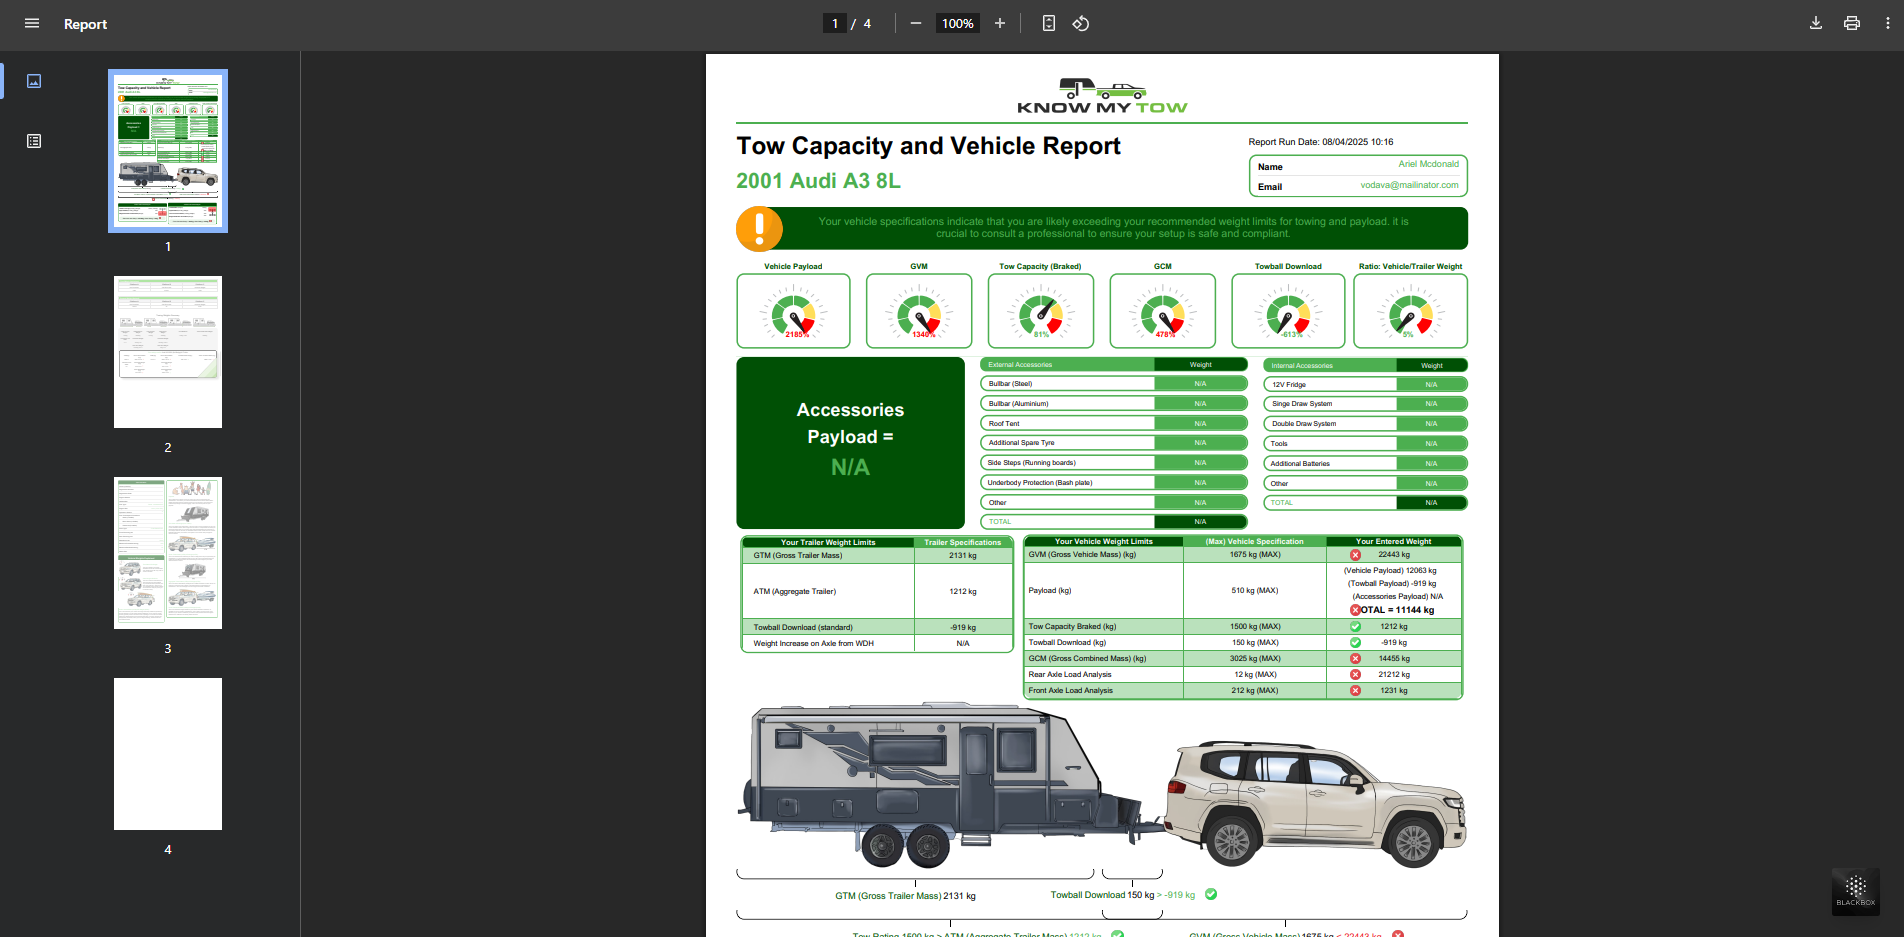 Report
1 / 4
100%
1
2
3
4
KNOW MY TOW
Tow Capacity and Vehicle Report
2001 Audi A3 8L
Report Run Date: 08/04/2025 10:16
Name Ariel Mcdonald
Email vodava@mailinator.com
Your vehicle specifications indicate that you are likely exceeding your recommended weight limits for towing and payload. it is
crucial to consult a professional to ensure your setup is safe and compliant.
Vehicle Payload GVM Tow Capacity (Braked) GCM Towball Download Ratio: Vehicle/Trailer Weight
2185% 1340% 81% 478% -613% 5%
Accessories
Payload =
N/A
External Accessories Weight
Bullbar (Steel) N/A
Bullbar (Aluminium) N/A
Roof Tent N/A
Additional Spare Tyre N/A
Side Steps (Running boards) N/A
Underbody Protection (Bash plate) N/A
Other N/A
TOTAL N/A
Internal Accessories Weight
12V Fridge N/A
Singe Draw System N/A
Double Draw System N/A
Tools N/A
Additional Batteries N/A
Other N/A
TOTAL N/A
Your Trailer Weight Limits Trailer Specifications
GTM (Gross Trailer Mass) 2131 kg
ATM (Aggregate Trailer) 1212 kg
Towball Download (standard) -919 kg
Weight Increase on Axle from WDH N/A
Your Vehicle Weight Limits (Max) Vehicle Specification Your Entered Weight
GVM (Gross Vehicle Mass) (kg) 1675 kg (MAX) 22443 kg
Payload (kg) 510 kg (MAX)
(Vehicle Payload) 12063 kg
(Towball Payload) -919 kg
(Accessories Payload) N/A
OTAL = 11144 kg
Tow Capacity Braked (kg) 1500 kg (MAX) 1212 kg
Towball Download (kg) 150 kg (MAX) -919 kg
GCM (Gross Combined Mass) (kg) 3025 kg (MAX) 14455 kg
Rear Axle Load Analysis 12 kg (MAX) 21212 kg
Front Axle Load Analysis 212 kg (MAX) 1231 kg
GTM (Gross Trailer Mass) 2131 kg
Towball Download 150 kg > -919 kg
Tow Rating 1500 kg > ATM (Aggregate Trailer Mass) 1212 kg
GVM (Gross Vehicle Mass) 1675 kg < 22443 kg
BLACKBOX